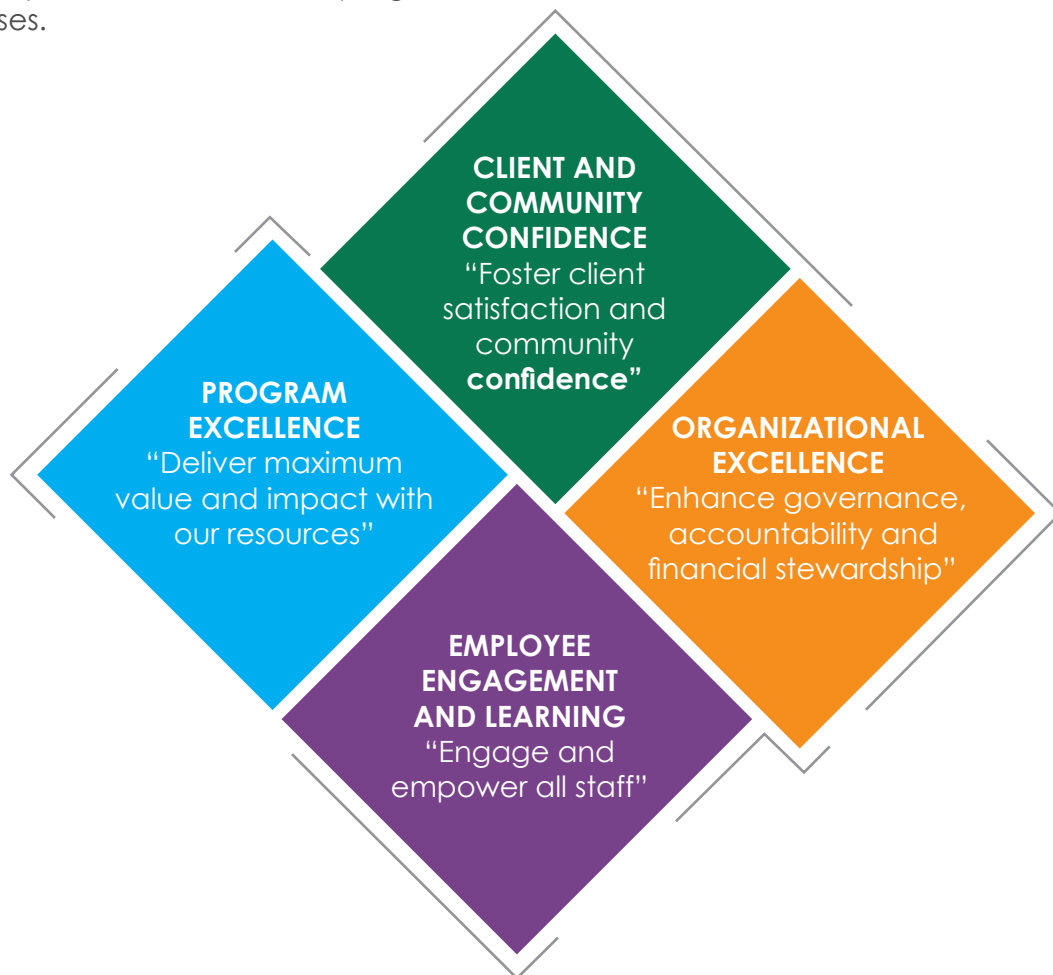 ses.
CLIENT AND
COMMUNITY
CONFIDENCE
“Foster client
satisfaction and
community
confidence”
PROGRAM
EXCELLENCE
“Deliver maximum
value and impact with
our resources”
ORGANIZATIONAL
EXCELLENCE
“Enhance governance,
accountability and
financial stewardship”
EMPLOYEE
ENGAGEMENT
AND LEARNING
“Engage and
empower all staff”